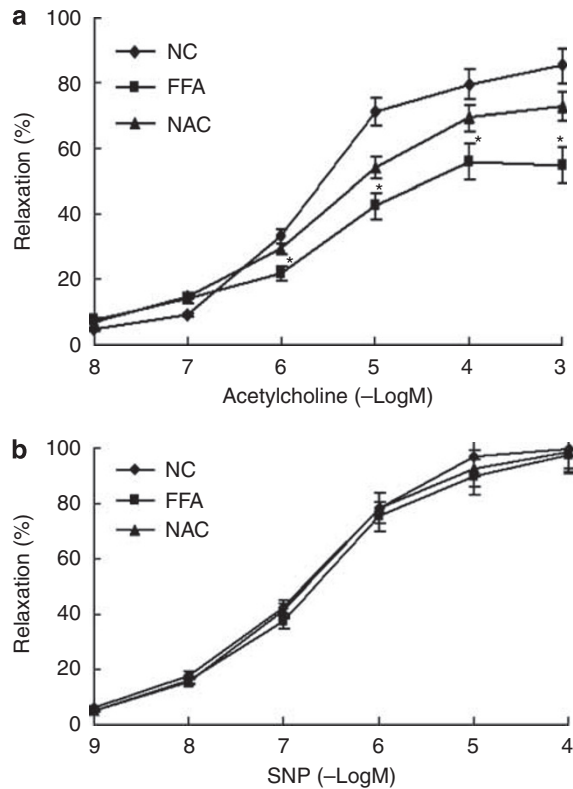 a
100
80
60
40
20
0
Relaxation (%)
NC
FFA
NAC
*
*
*
*
8 7 6 5 4 3
Acetylcholine (–LogM)
b
100
80
60
40
20
0
Relaxation (%)
NC
FFA
NAC
9 8 7 6 5 4
SNP (–LogM)